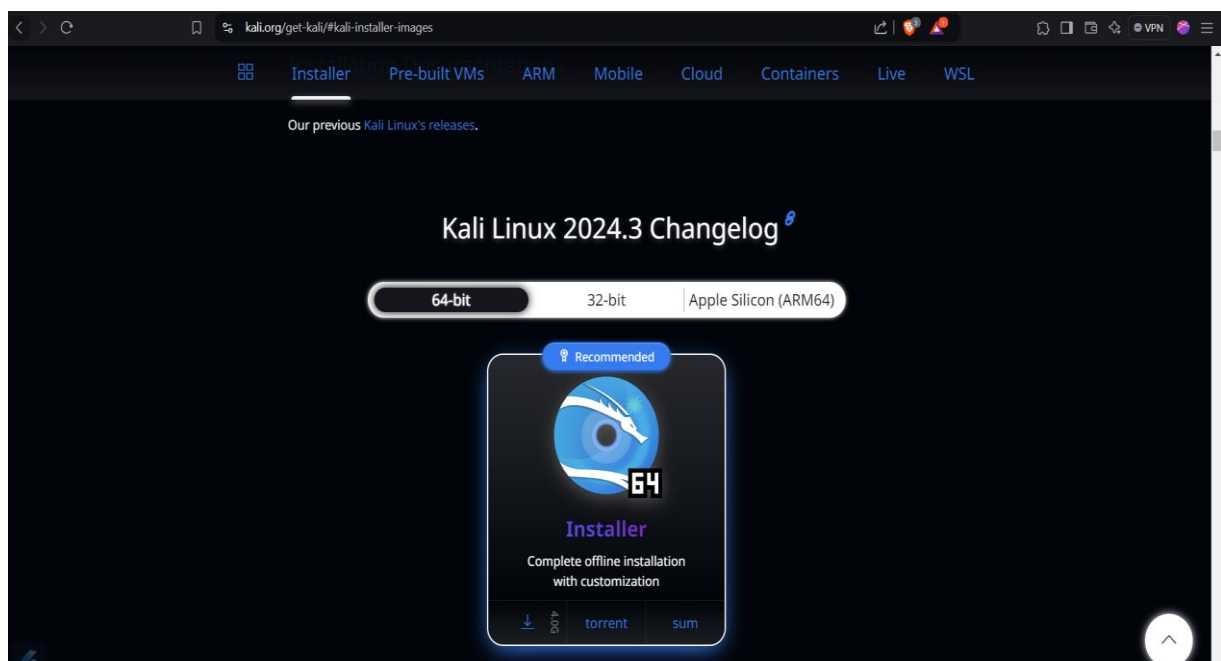 kali.org/get-kali/#kali-installer-images
VPN
Installer Pre-built VMs ARM Mobile Cloud Containers Live WSL
Our previous Kali Linux's releases.
Kali Linux 2024.3 Changelog
64-bit 32-bit Apple Silicon (ARM64)
Recommended
64
Installer
Complete offline installation
with customization
4.0G torrent sum